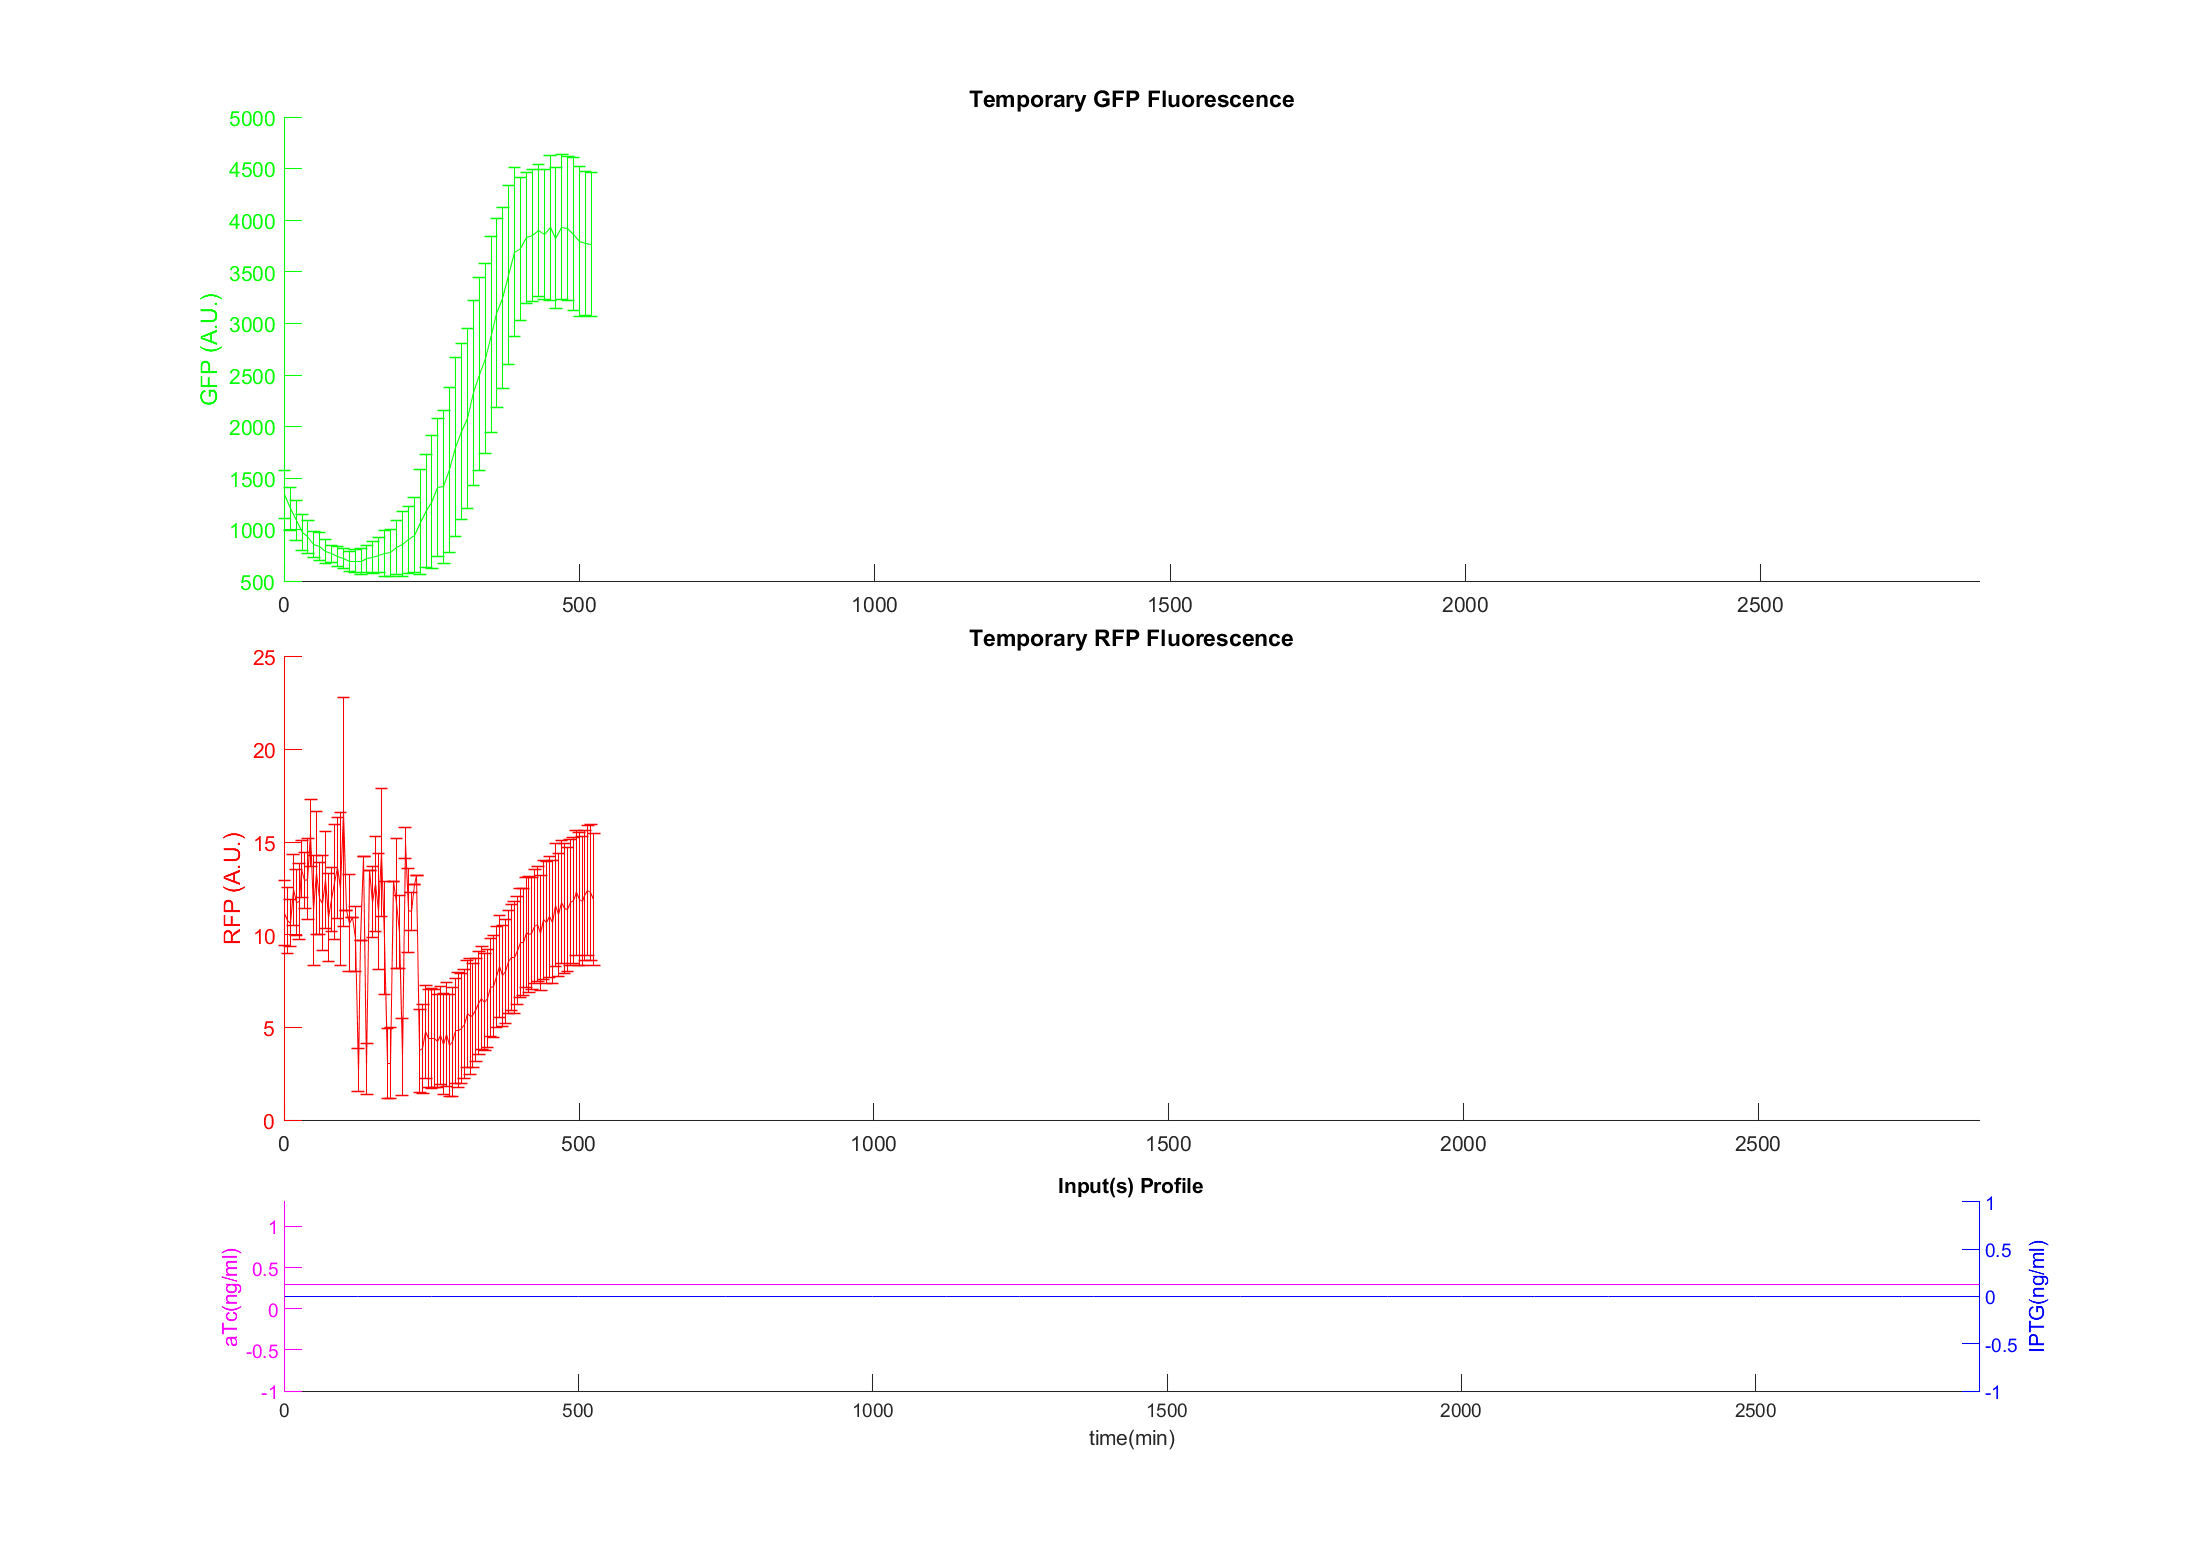 Temporary GFP Fluorescence
5000
4500
4000
3500
3000
2500
2000
1500
1000
500
GFP (A.U.)
0 500 1000 1500 2000 2500
Temporary RFP Fluorescence
25
20
15
10
5
0
RFP (A.U.)
0 500 1000 1500 2000 2500
Input(s) Profile
1
0.5
0
-0.5
-1
aTc(ng/ml)
1
0.5
0
-0.5
-1
IPTG(ng/ml)
0 500 1000 1500 2000 2500
time(min)